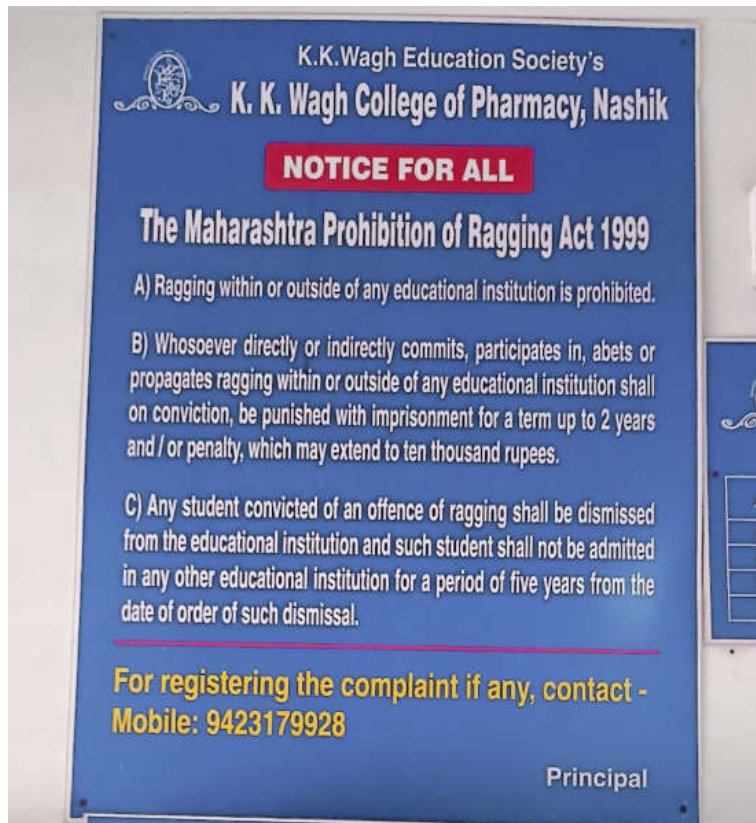 K.K.Wagh Education Society's
K. K. Wagh College of Pharmacy, Nashik
NOTICE FOR ALL
The Maharashtra Prohibition of Ragging Act 1999
A) Ragging within or outside of any educational institution is prohibited.
B) Whosoever directly or indirectly commits, participates in, abets or
propagates ragging within or outside of any educational institution shall
on conviction, be punished with imprisonment for a term up to 2 years
and / or penalty, which may extend to ten thousand rupees.
C) Any student convicted of an offence of ragging shall be dismissed
from the educational institution and such student shall not be admitted
in any other educational institution for a period of five years from the
date of order of such dismissal.
For registering the complaint if any, contact -
Mobile: 9423179928
Principal